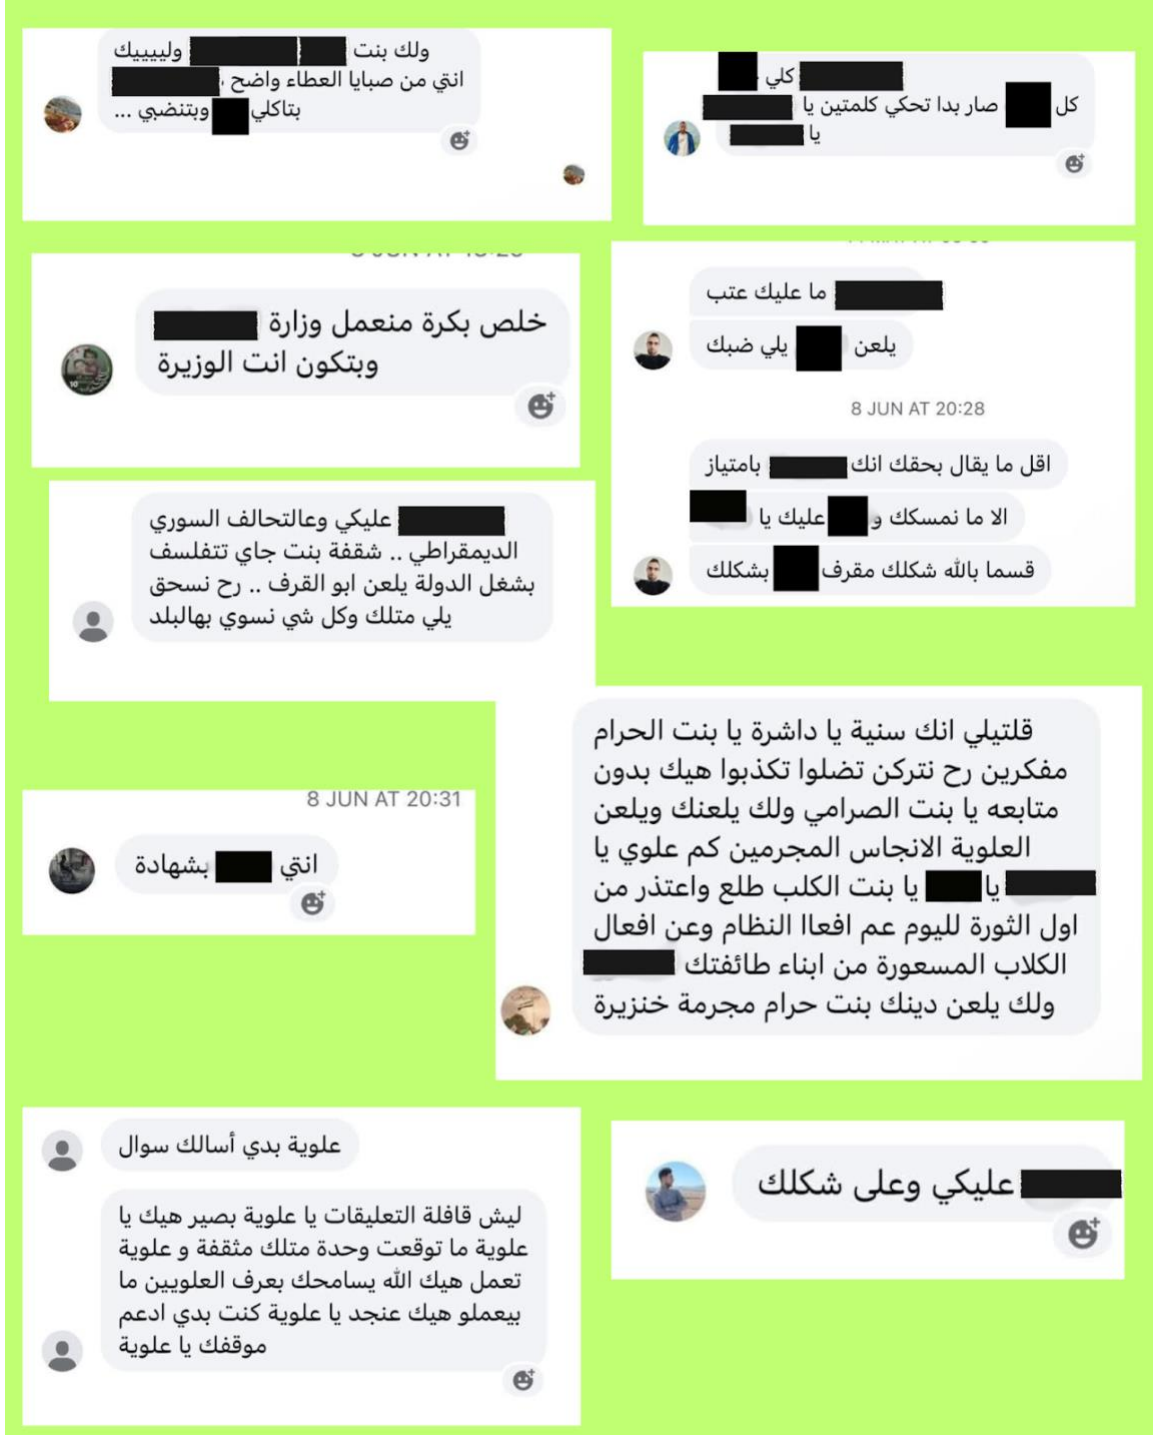 ولك بنت ولييييك
انتي من صبايا العطاء واضح ،
بتاكلي وبتنضبي ...
كلي
كل صار بدا تحكي كلمتين يا
يا
خلص بكرة منعمل وزارة
وبتكون انت الوزيرة
ما عليك عتب
يلعن يلي ضبك
8 JUN AT 20:28
اقل ما يقال بحقك انك بامتياز
الا ما نمسكك و عليك يا
قسما بالله شكلك مقرف بشكلك
عليكي وعالتحالف السوري
الديمقراطي .. شقفة بنت جاي تتفلسف
بشغل الدولة يلعن ابو القرف .. رح نسحق
يلي متلك وكل شي نسوي بهالبلد
قلتيلي انك سنية يا داشرة يا بنت الحرام
مفكرين رح نتركن تضلوا تكذبوا هيك بدون
متابعه يا بنت الصرامي ولك يلعنك ويلعن
العلوية الانجاس المجرمين كم علوي يا
يا يا بنت الكلب طلع واعتذر من
اول الثورة لليوم عم افعاا النظام وعن افعال
الكلاب المسعورة من ابناء طائفتك
ولك يلعن دينك بنت حرام مجرمة خنزيرة
8 JUN AT 20:31
انتي بشهادة
علوية بدي أسالك سوال
ليش قافلة التعليقات يا علوية بصير هيك يا
علوية ما توقعت وحدة متلك مثقفة و علوية
تعمل هيك الله يسامحك بعرف العلويين ما
بيعملو هيك عنجد يا علوية كنت بدي ادعم
موقفك يا علوية
عليكي وعلى شكلك